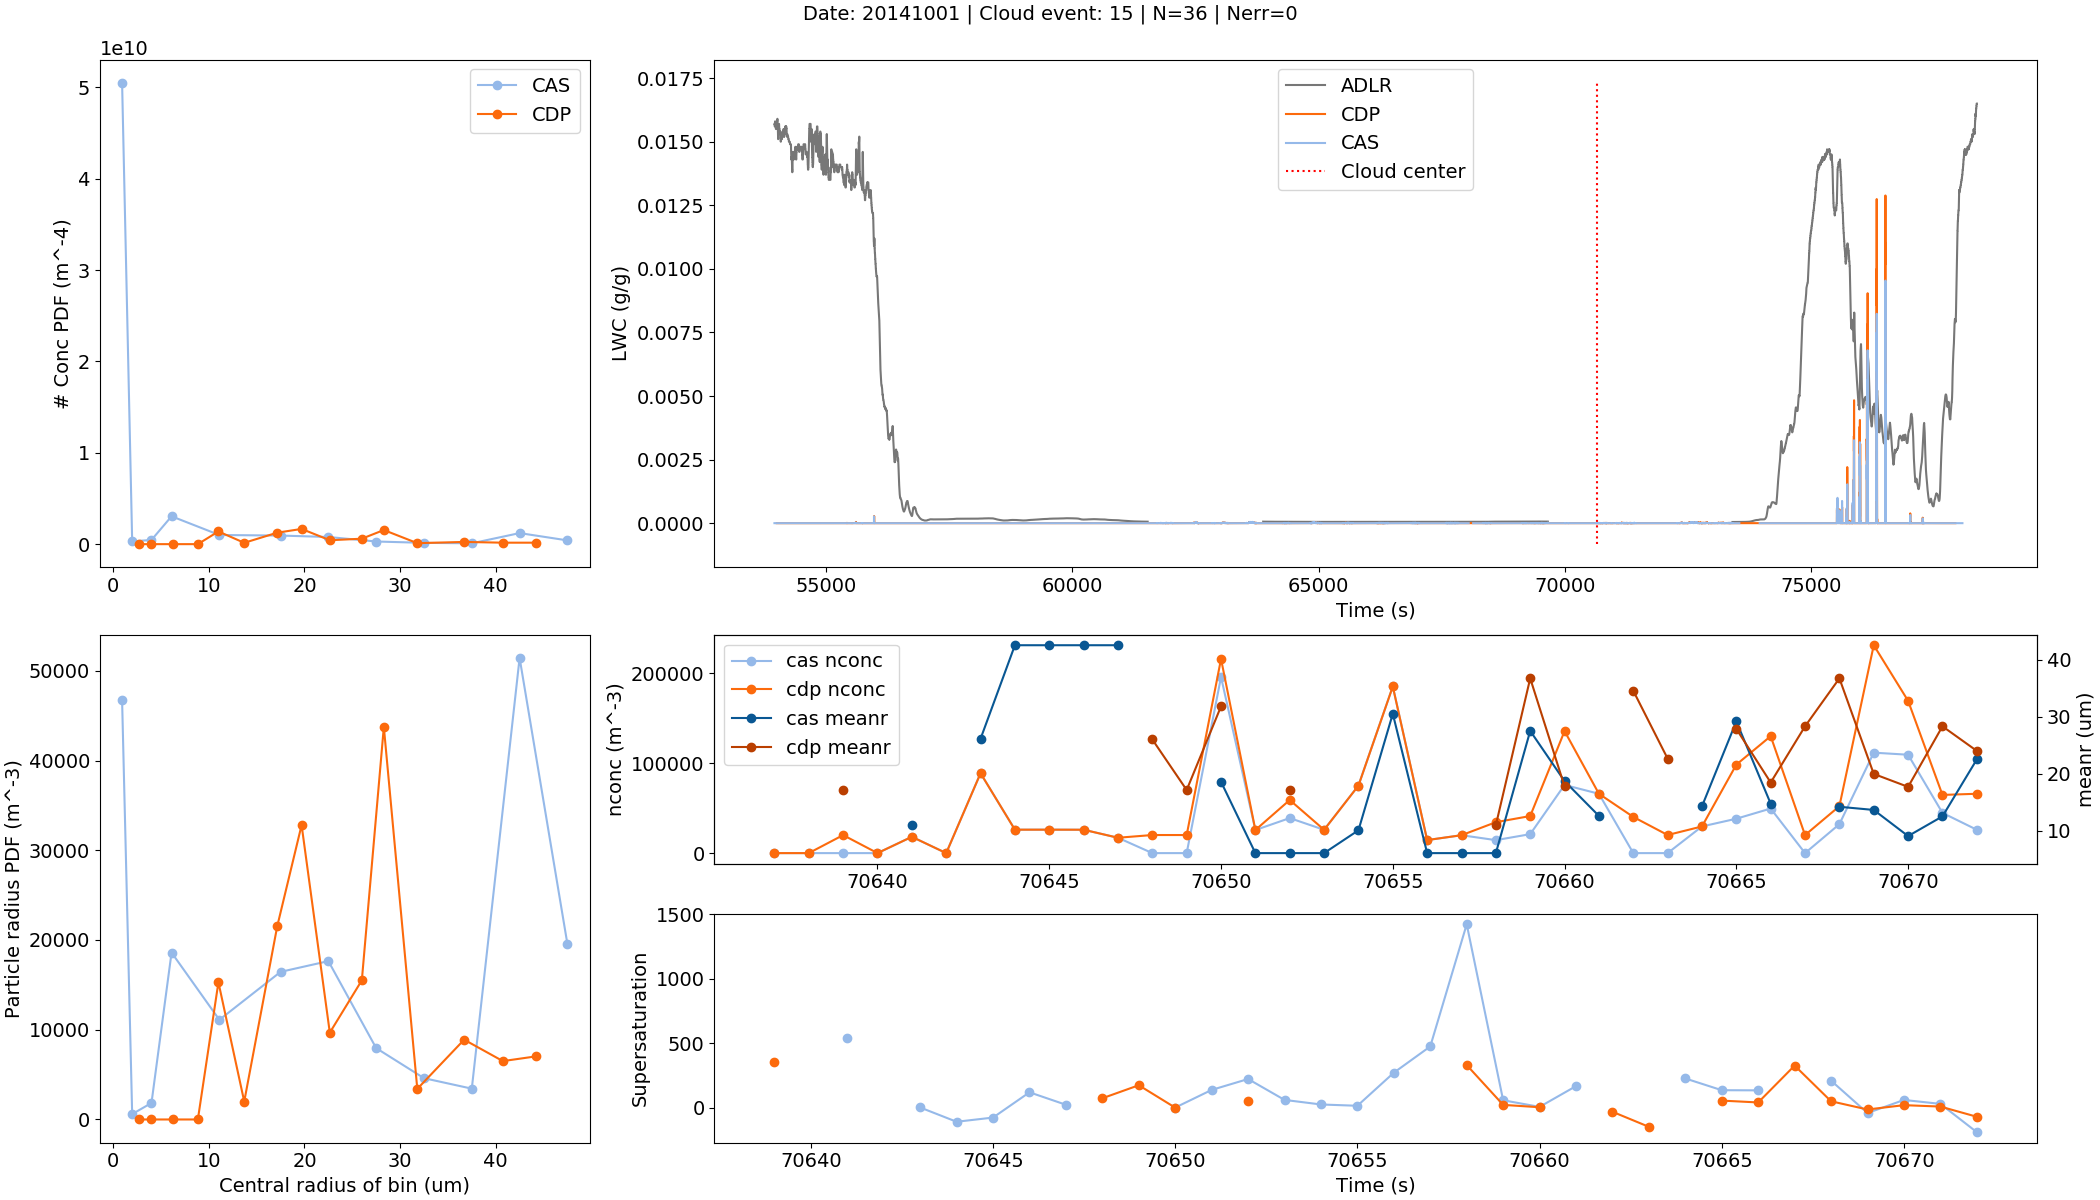 Date: 20141001 | Cloud event: 15 | N=36 | Nerr=0
1e10
# Conc PDF (m^-4)
5
4
3
2
1
0
0 10 20 30 40
CAS
CDP
LWC (g/g)
0.0175
0.0150
0.0125
0.0100
0.0075
0.0050
0.0025
0.0000
55000 60000 65000 70000 75000
Time (s)
ADLR
CDP
CAS
Cloud center
Particle radius PDF (m^-3)
50000
40000
30000
20000
10000
0
0 10 20 30 40
Central radius of bin (um)
nconc (m^-3)
200000
100000
0
cas nconc
cdp nconc
cas meanr
cdp meanr
40
30
20
10
meanr (um)
70640 70645 70650 70655 70660 70665 70670
Supersaturation
1500
1000
500
0
70640 70645 70650 70655 70660 70665 70670
Time (s)